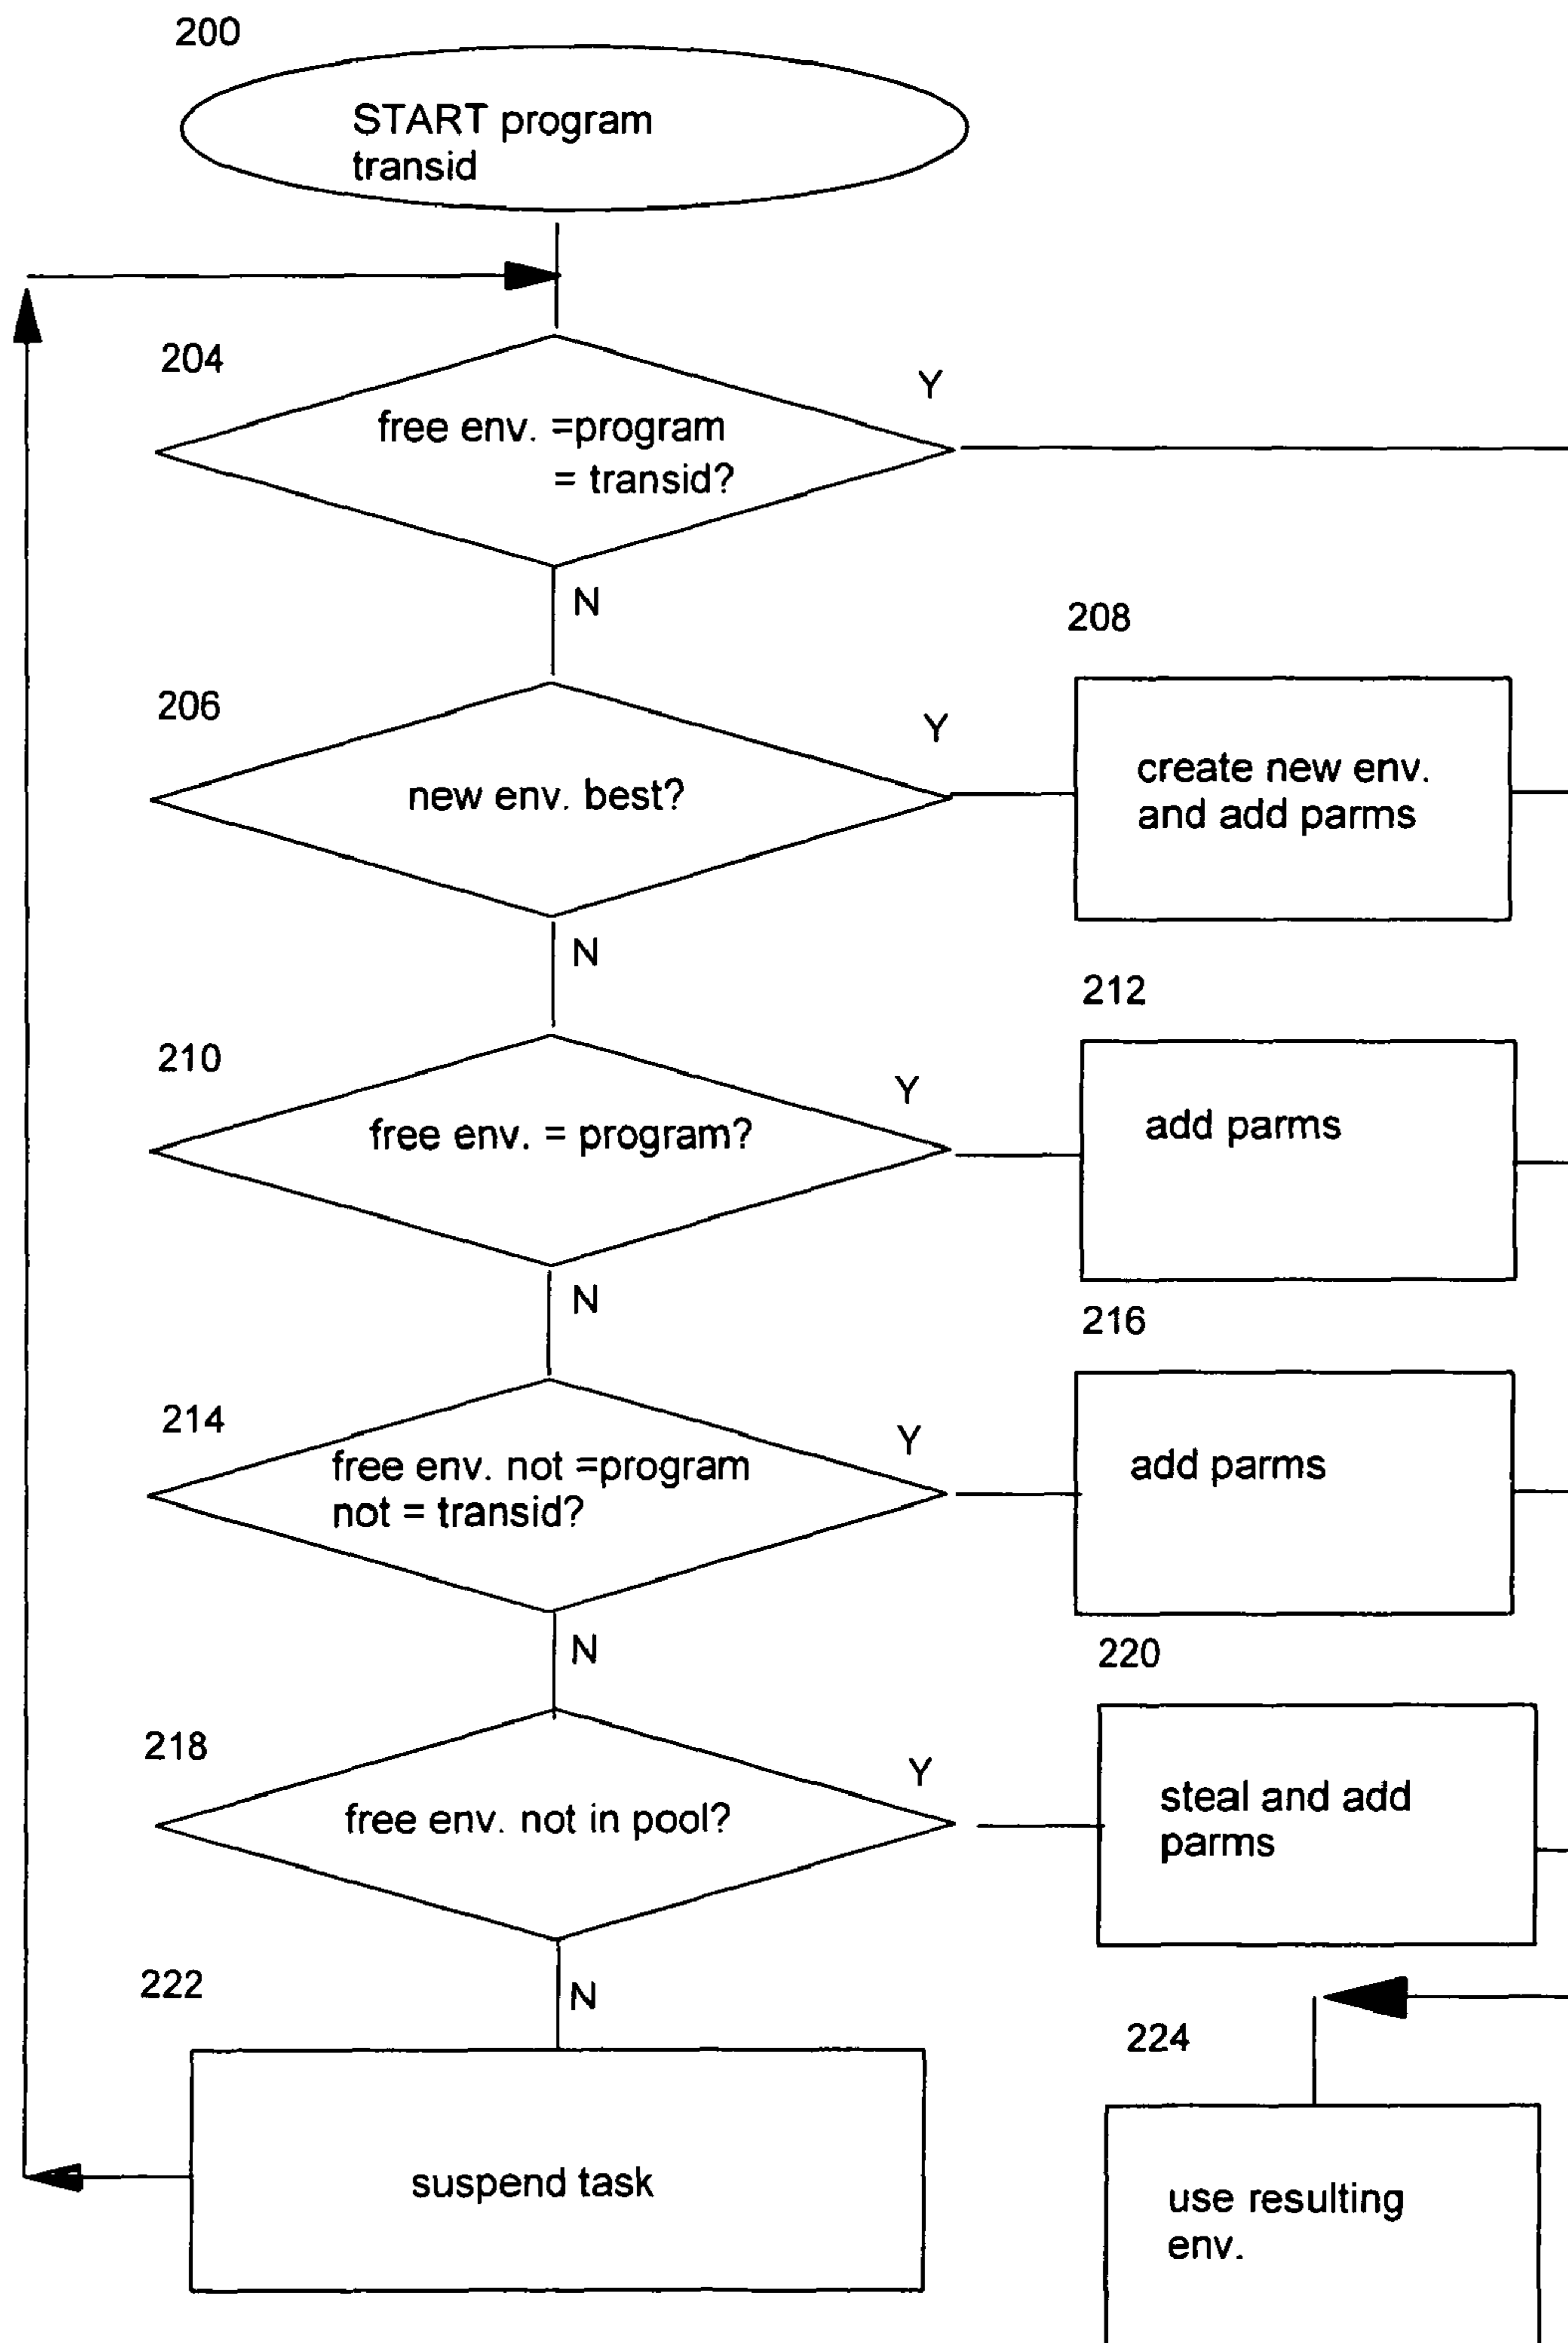 200
START program
transid
204
free env. =program
= transid?
Y
N
206
new env. best?
Y
208
create new env.
and add parms
N
210
free env. = program?
Y
212
add parms
N
214
free env. not =program
not = transid?
Y
216
add parms
N
218
free env. not in pool?
Y
220
steal and add
parms
N
222
suspend task
224
use resulting
env.